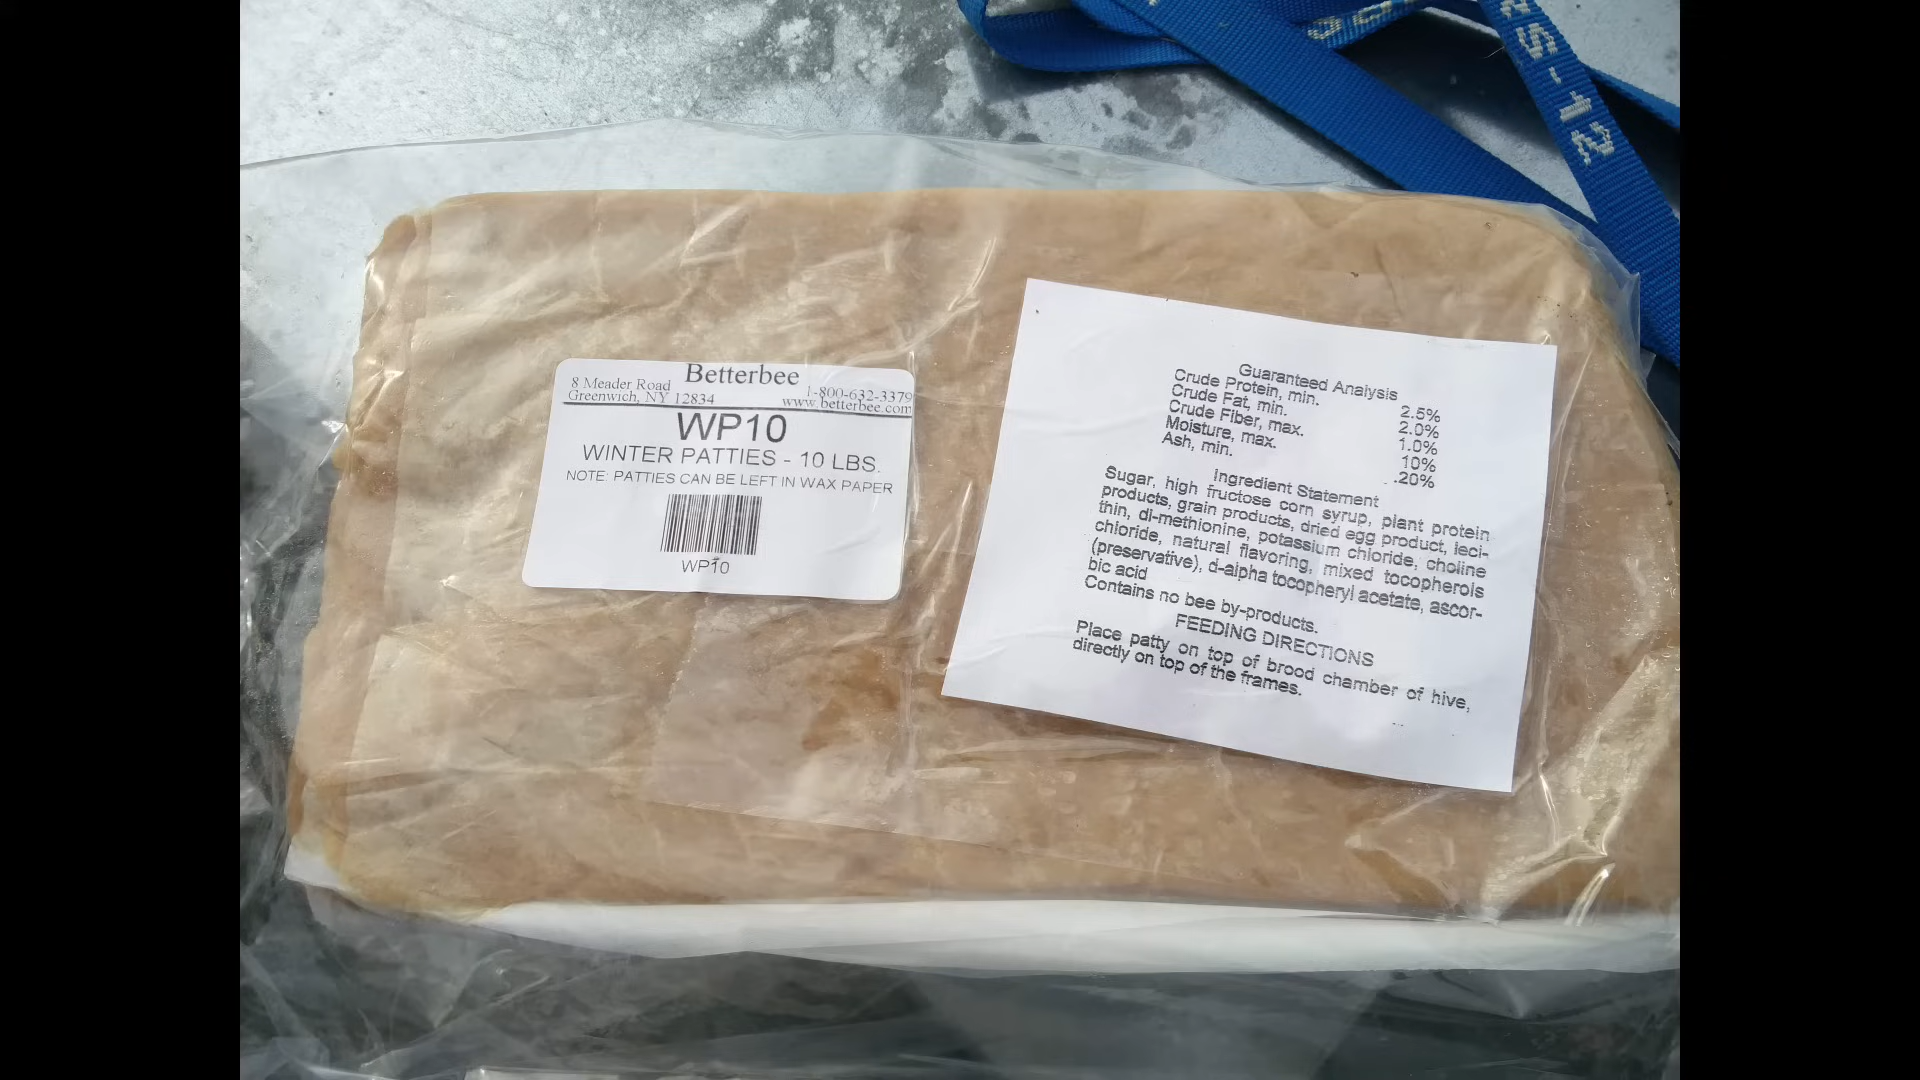 Betterbee
8 Meader Road
Greenwich, NY 12834
1-800-632-3379
www.betterbee.com
WP10
WINTER PATTIES - 10 LBS.
NOTE: PATTIES CAN BE LEFT IN WAX PAPER
WP10
Guaranteed Analysis
Crude Protein, min. 2.5%
Crude Fat, min. 2.0%
Crude Fiber, max. 1.0%
Moisture, max. 10%
Ash, min. .20%
Ingredient Statement
Sugar, high fructose corn syrup, plant protein
products, grain products, dried egg product, leci-
thin, dl-methionine, potassium chloride, choline
chloride, natural flavoring, mixed tocopherols
(preservative), d-alpha tocopheryl acetate, ascor-
bic acid
Contains no bee by-products.
FEEDING DIRECTIONS
Place patty on top of brood chamber of hive,
directly on top of the frames.